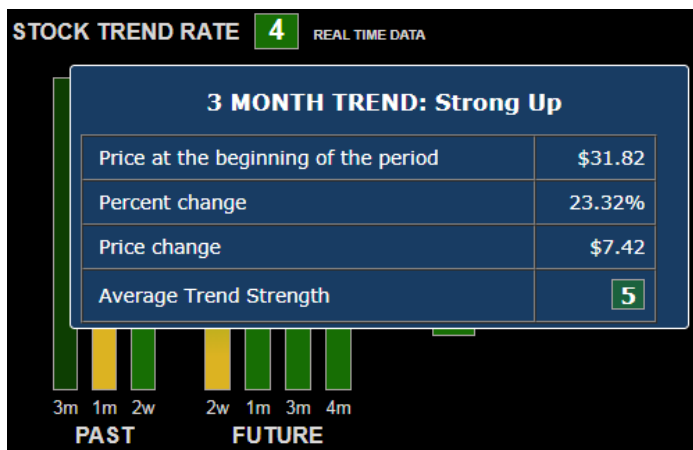 STOCK TREND RATE 4 REAL TIME DATA
3 MONTH TREND: Strong Up
Price at the beginning of the period $31.82
Percent change 23.32%
Price change $7.42
Average Trend Strength 5
3m 1m 2w 2w 1m 3m 4m
PAST FUTURE